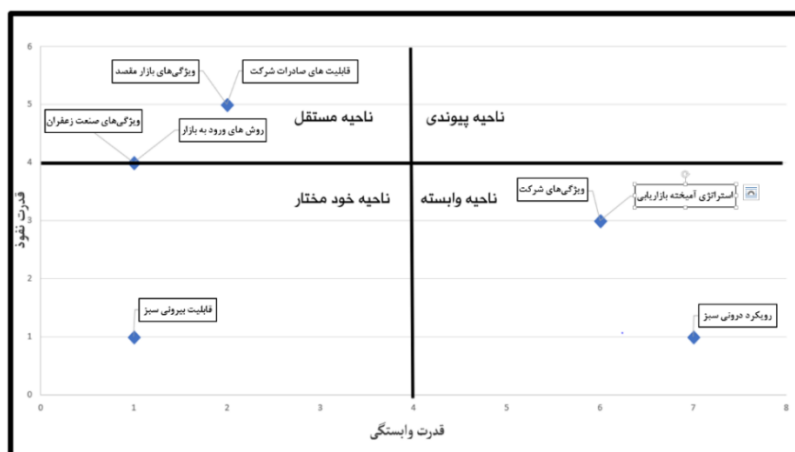 6
ویژگی‌های بازار مقصد
قابلیت های صادرات شرکت
5
ویژگی‌های صنعت زعفران
روش های ورود به بازار
ناحیه مستقل
ناحیه پیوندی
4
قدرت نفوذ
ناحیه خود مختار
ناحیه وابسته
ویژگی‌های شرکت
استراتژی آمیخته بازاریابی
3
2
قابلیت بیرونی سبز
رویکرد درونی سبز
1
0
0 1 2 3 4 5 6 7 8
قدرت وابستگی